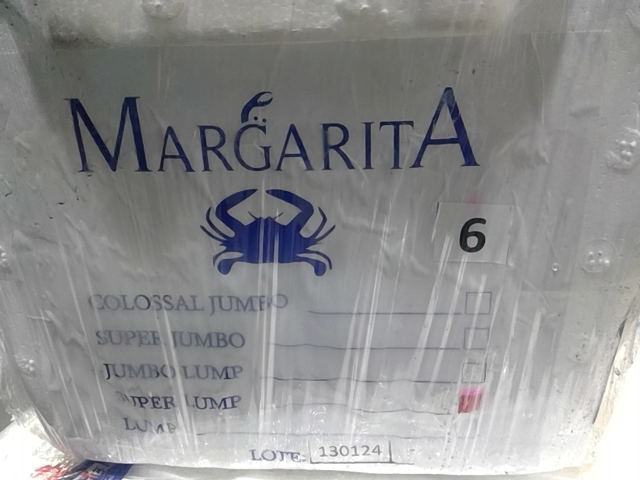 MARGARITA
6
COLOSSAL JUMBO
SUPER JUMBO
JUMBO LUMP
SUPER LUMP
LUMP
LOTE: 130124